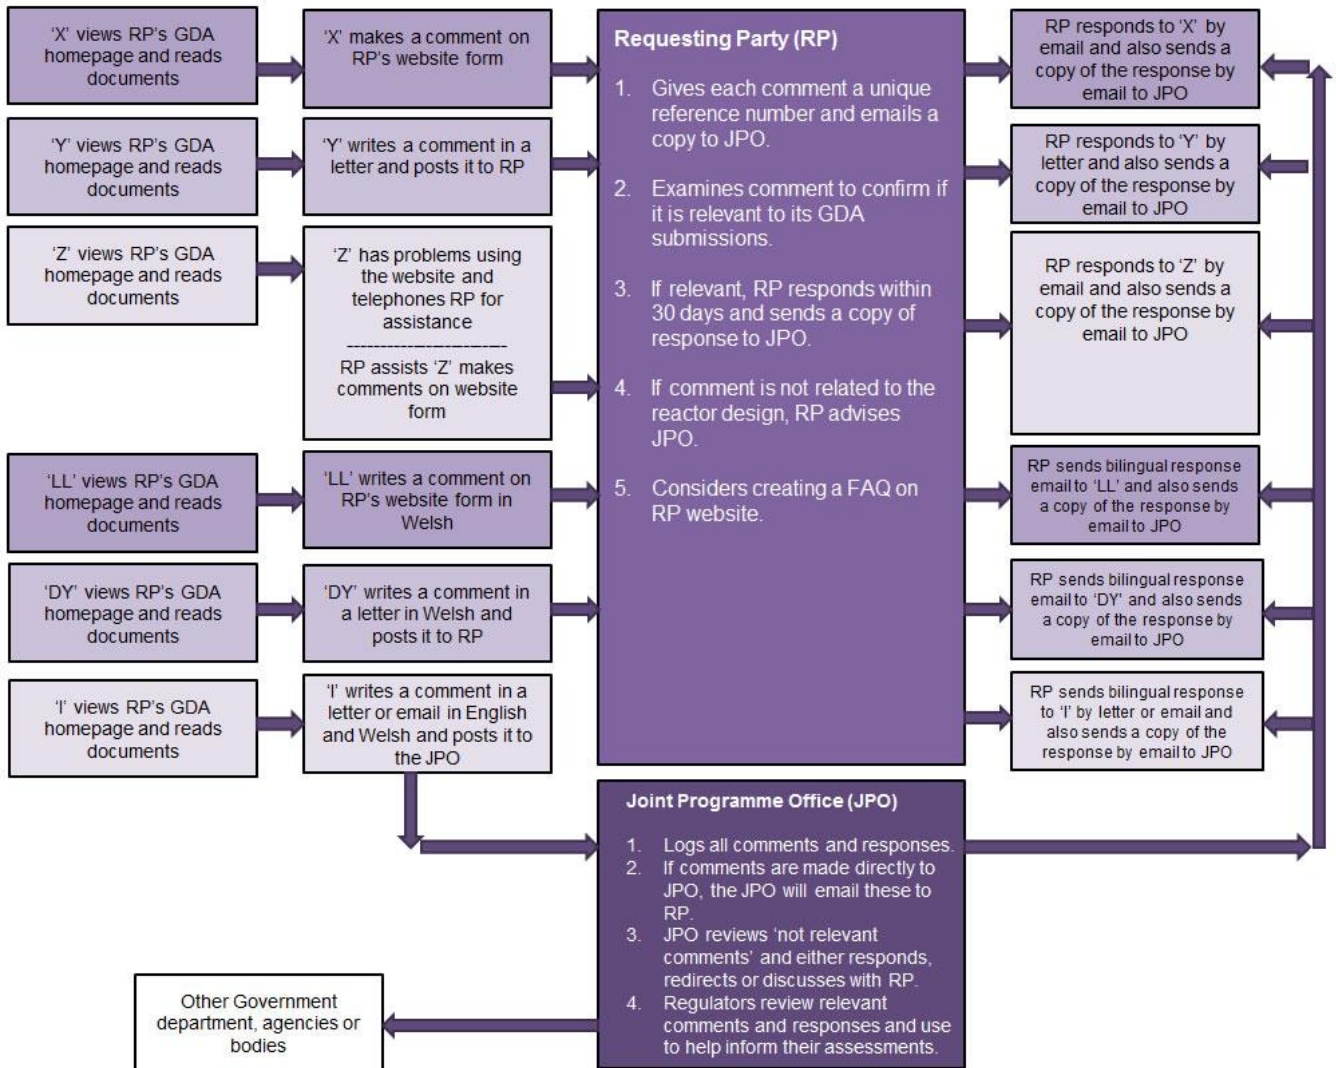 'X' views RP's GDA
homepage and reads
documents
'X' makes a comment on
RP's website form
'Y' views RP's GDA
homepage and reads
documents
'Y' writes a comment in a
letter and posts it to RP
'Z' views RP's GDA
homepage and reads
documents
'Z' has problems using
the website and
telephones RP for
assistance
-------------------------
RP assists 'Z' makes
comments on website
form
'LL' views RP's GDA
homepage and reads
documents
'LL' writes a comment on
RP's website form in
Welsh
'DY' views RP's GDA
homepage and reads
documents
'DY' writes a comment in
a letter in Welsh and
posts it to RP
'I' views RP's GDA
homepage and reads
documents
'I' writes a comment in a
letter or email in English
and Welsh and posts it to
the JPO
Requesting Party (RP)
1. Gives each comment a unique
reference number and emails a
copy to JPO.
2. Examines comment to confirm if
it is relevant to its GDA
submissions.
3. If relevant, RP responds within
30 days and sends a copy of
response to JPO.
4. If comment is not related to the
reactor design, RP advises
JPO.
5. Considers creating a FAQ on
RP website.
RP responds to 'X' by
email and also sends a
copy of the response by
email to JPO
RP responds to 'Y' by
letter and also sends a
copy of the response by
email to JPO
RP responds to 'Z' by
email and also sends a
copy of the response by
email to JPO
RP sends bilingual response
email to 'LL' and also sends
a copy of the response by
email to JPO
RP sends bilingual response
email to 'DY' and also sends
a copy of the response by
email to JPO
RP sends bilingual response
to 'I' by letter or email and
also sends a copy of the
response by email to JPO
Joint Programme Office (JPO)
1. Logs all comments and responses.
2. If comments are made directly to
JPO, the JPO will email these to
RP.
3. JPO reviews 'not relevant
comments' and either responds,
redirects or discusses with RP.
4. Regulators review relevant
comments and responses and use
to help inform their assessments.
Other Government
department, agencies or
bodies